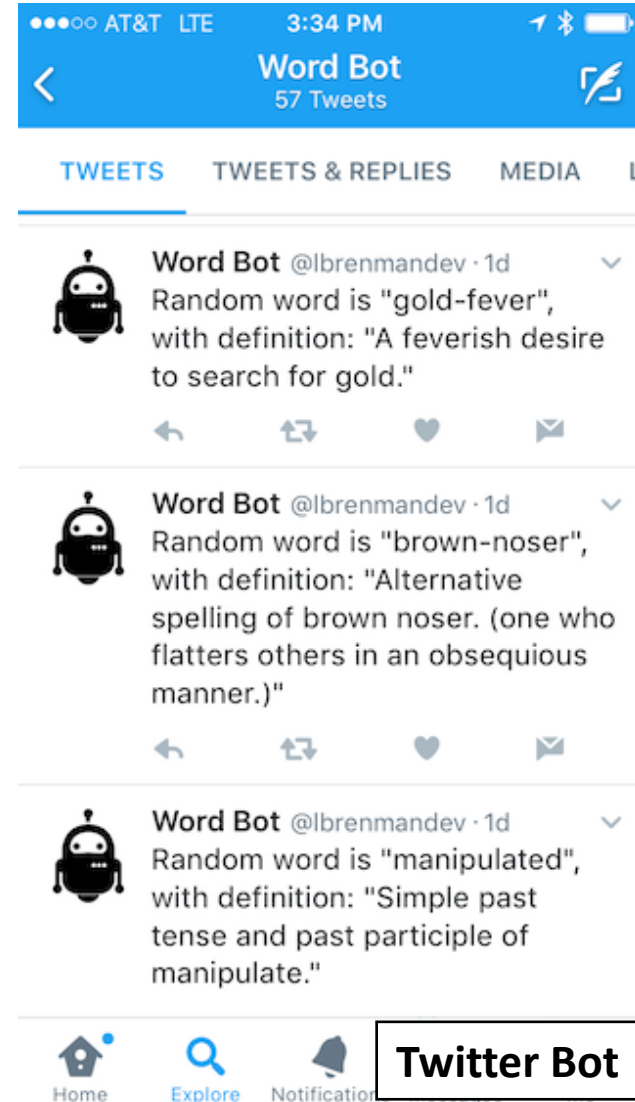 AT&T LTE 3:34 PM
Word Bot
57 Tweets
TWEETS TWEETS & REPLIES MEDIA
Word Bot @lbrenmandev · 1d
Random word is "gold-fever",
with definition: "A feverish desire
to search for gold."
Word Bot @lbrenmandev · 1d
Random word is "brown-noser",
with definition: "Alternative
spelling of brown noser. (one who
flatters others in an obsequious
manner.)"
Word Bot @lbrenmandev · 1d
Random word is "manipulated",
with definition: "Simple past
tense and past participle of
manipulate."
Twitter Bot
Home Explore